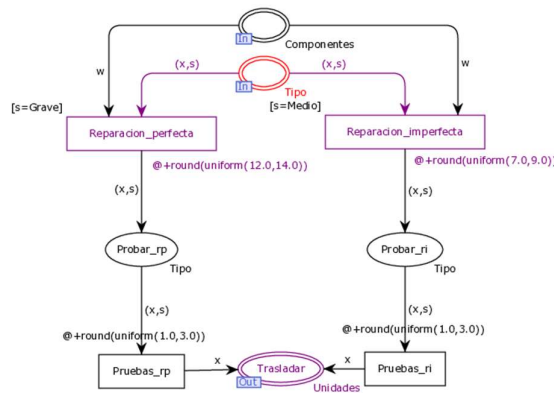 In
Componentes
w
w
(x,s)
(x,s)
In
Tipo
[s=Grave]
[s=Medio]
Reparacion_perfecta
Reparacion_imperfecta
@+round(uniform(12.0,14.0))
@+round(uniform(7.0,9.0))
(x,s)
(x,s)
Probar_rp
Probar_ri
Tipo
Tipo
(x,s)
(x,s)
@+round(uniform(1.0,3.0))
@+round(uniform(1.0,3.0))
x
x
Pruebas_rp
Trasladar
Pruebas_ri
Out
Unidades